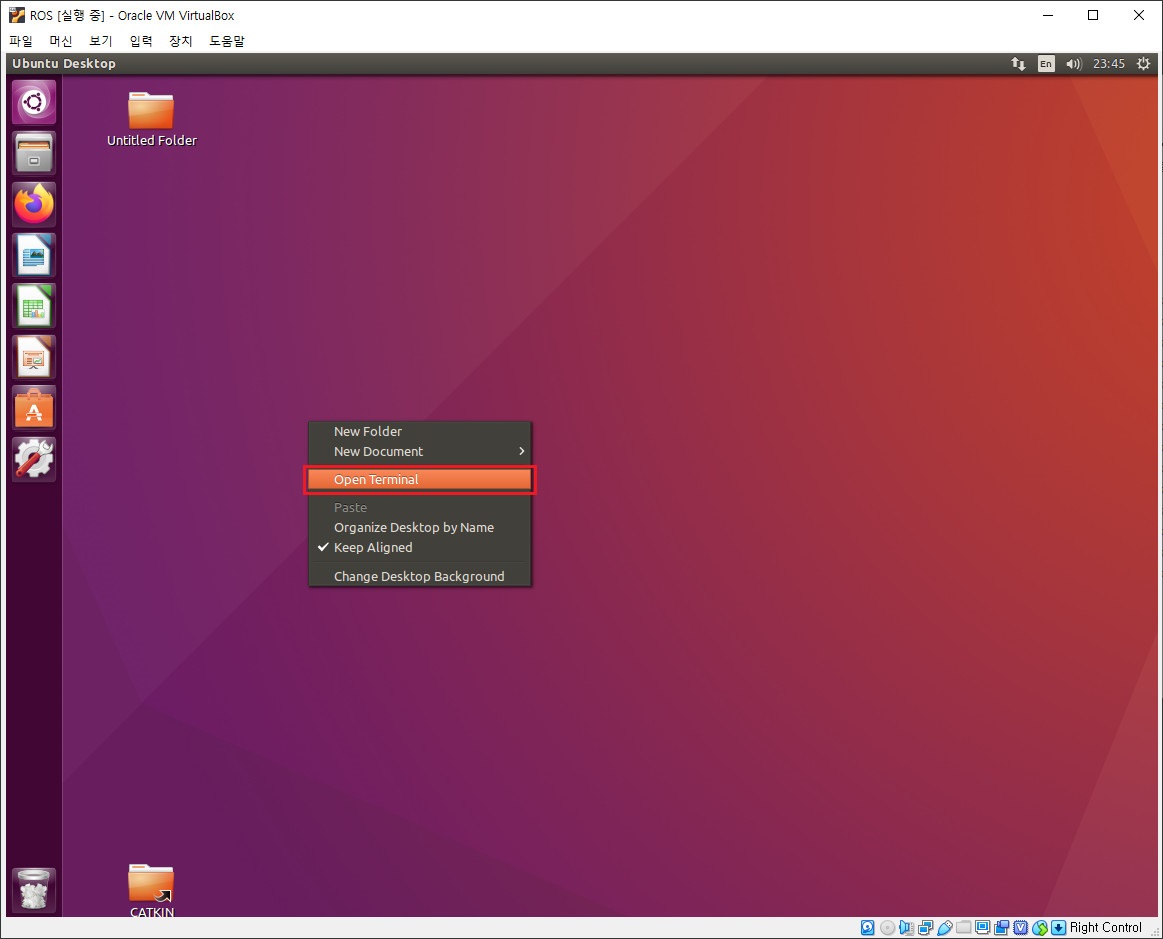 ROS [실행 중] - Oracle VM VirtualBox
파일 머신 보기 입력 장치 도움말
Ubuntu Desktop En 23:45
Untitled Folder
New Folder
New Document
Open Terminal
Paste
Organize Desktop by Name
Keep Aligned
Change Desktop Background
CATKIN
Right Control